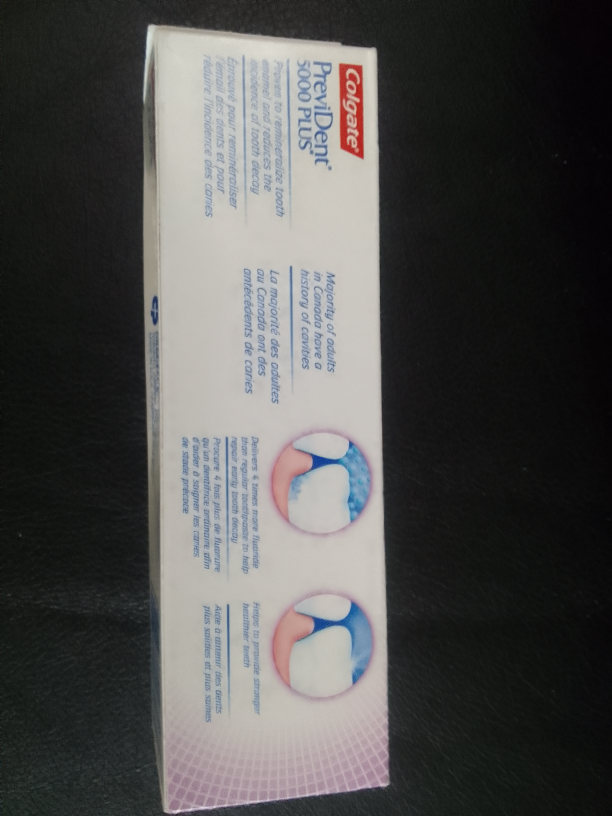 Colgate®
PreviDent®
5000 PLUS®
Proven to remineralize tooth
enamel and reduces the
incidence of tooth decay
Éprouvé pour reminéraliser
l'émail des dents et pour
réduire l'incidence des caries
Majority of adults
in Canada have a
history of cavities
La majorité des adultes
au Canada ont des
antécédents de caries
Delivers 4 times more fluoride
than regular toothpaste to help
repair early tooth decay
Procure 4 fois plus de fluorure
qu'un dentifrice ordinaire afin
d'aider à soigner les caries
de stade précoce
Helps to provide stronger
healthier teeth
Aide à obtenir des dents
plus solides et plus saines